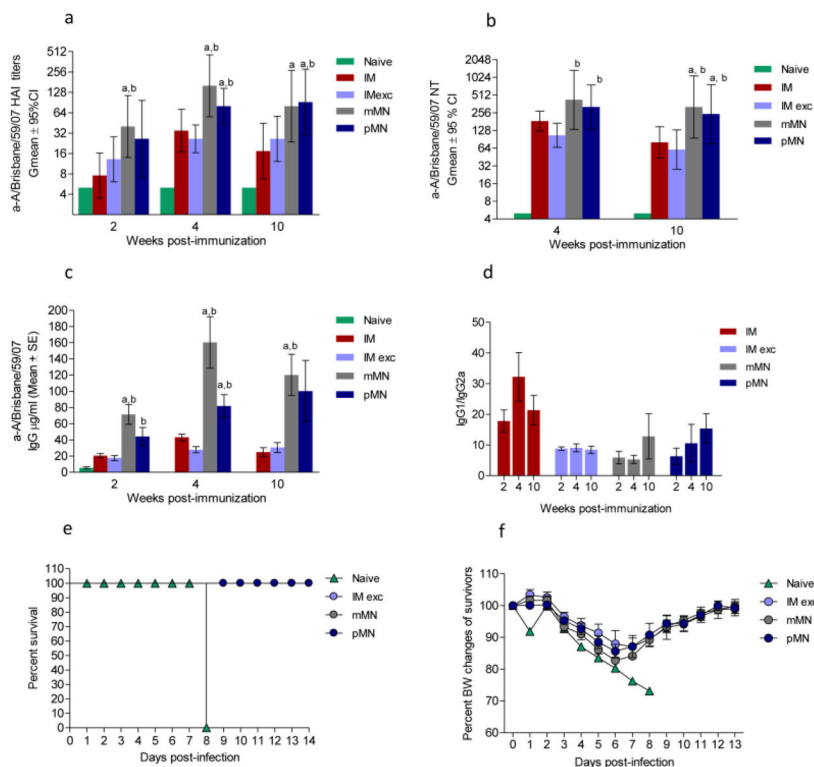 a
a-A/Brisbane/59/07 HAI titers
Gmean ± 95%CI
512
256
128
64
32
16
8
4
a,b
a,b
a,b
a
a,b
2
4
10
Weeks post-immunization
Naive
IM
IMexc
mMN
pMN
b
a-A/Brisbane/59/07 NT
Gmean ± 95 % CI
2048
1024
512
256
128
64
32
16
8
4
b
b
a, b
a, b
4
10
Weeks post-immunization
Naive
IM
IM exc
mMN
pMN
c
a-A/Brisbane/59/07
IgG µg/ml (Mean ± SE)
200
180
160
140
120
100
80
60
40
20
0
a,b
b
a,b
a,b
a,b
2
4
10
Weeks post-immunization
Naive
IM
IM exc
mMN
pMN
d
IgG1/IgG2a
50
40
30
20
10
0
2 4 10
2 4 10
2 4 10
2 4 10
Weeks post-immunization
IM
IM exc
mMN
pMN
e
Percent survival
110
100
90
80
70
60
50
40
30
20
10
0
0 1 2 3 4 5 6 7 8 9 10 11 12 13 14
Days post-infection
Naive
IM exc
mMN
pMN
f
Percent BW changes of survivors
110
100
90
80
70
60
0 1 2 3 4 5 6 7 8 9 10 11 12 13
Days post-infection
Naive
IM exc
mMN
pMN